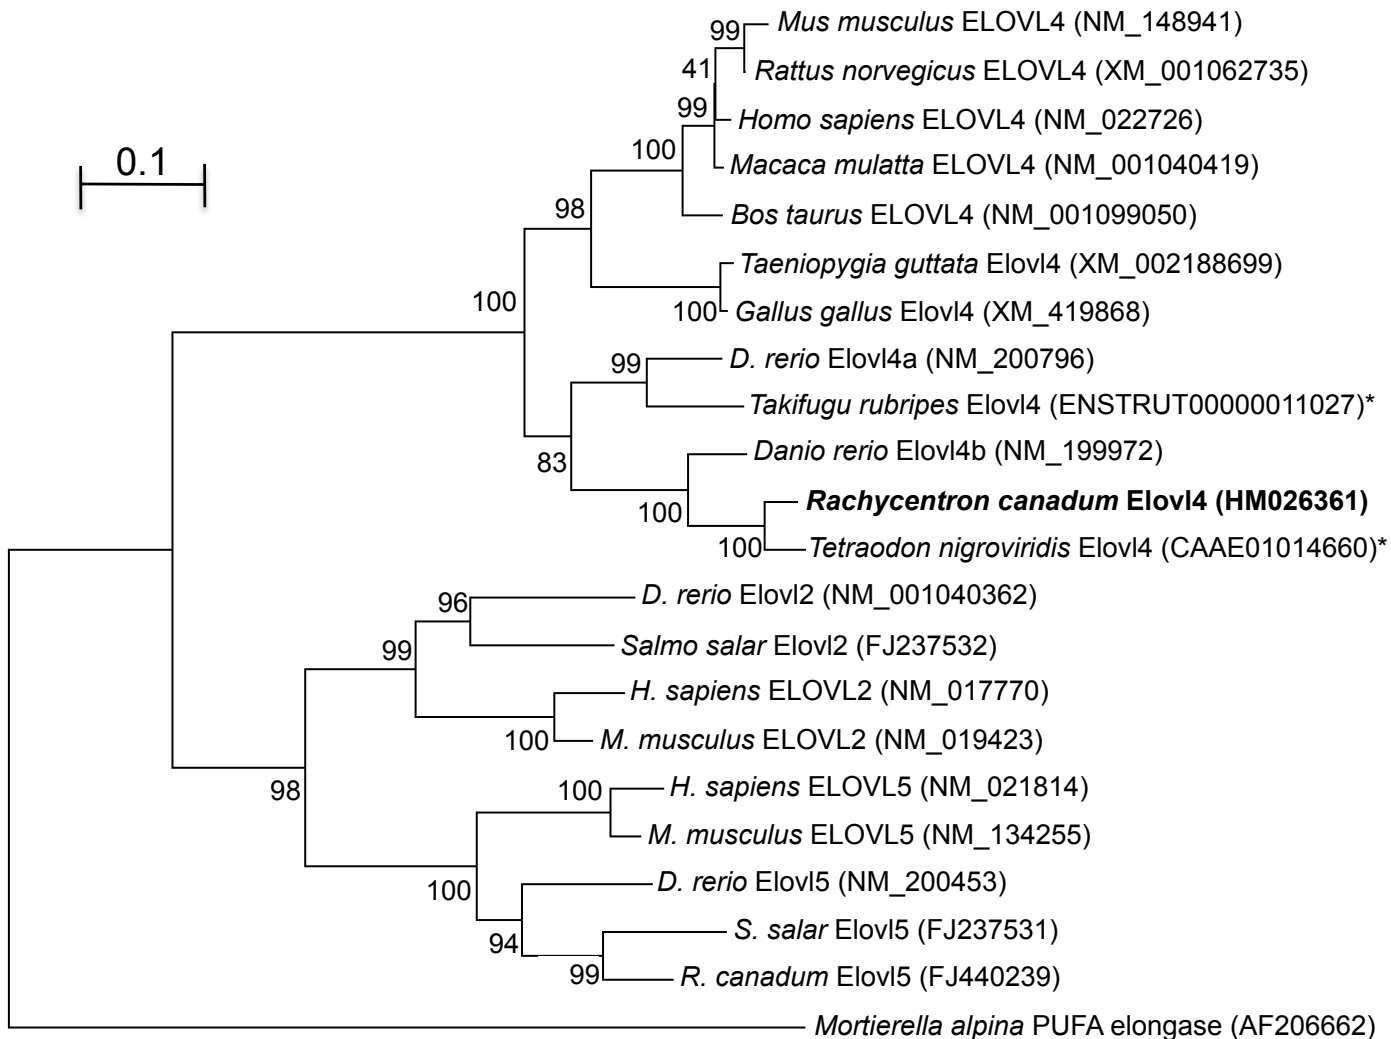 99
Mus musculus ELOVL4 (NM_148941)
41
Rattus norvegicus ELOVL4 (XM_001062735)
99
Homo sapiens ELOVL4 (NM_022726)
0.1
100
Macaca mulatta ELOVL4 (NM_001040419)
98
Bos taurus ELOVL4 (NM_001099050)
Taeniopygia guttata Elovl4 (XM_002188699)
100
100
Gallus gallus Elovl4 (XM_419868)
99
D. rerio Elovl4a (NM_200796)
Takifugu rubripes Elovl4 (ENSTRUT00000011027)*
83
Danio rerio Elovl4b (NM_199972)
100
Rachycentron canadum Elovl4 (HM026361)
100
Tetraodon nigroviridis Elovl4 (CAAE01014660)*
96
D. rerio Elovl2 (NM_001040362)
99
Salmo salar Elovl2 (FJ237532)
H. sapiens ELOVL2 (NM_017770)
100
M. musculus ELOVL2 (NM_019423)
98
100
H. sapiens ELOVL5 (NM_021814)
M. musculus ELOVL5 (NM_134255)
100
D. rerio Elovl5 (NM_200453)
94
S. salar Elovl5 (FJ237531)
99
R. canadum Elovl5 (FJ440239)
Mortierella alpina PUFA elongase (AF206662)